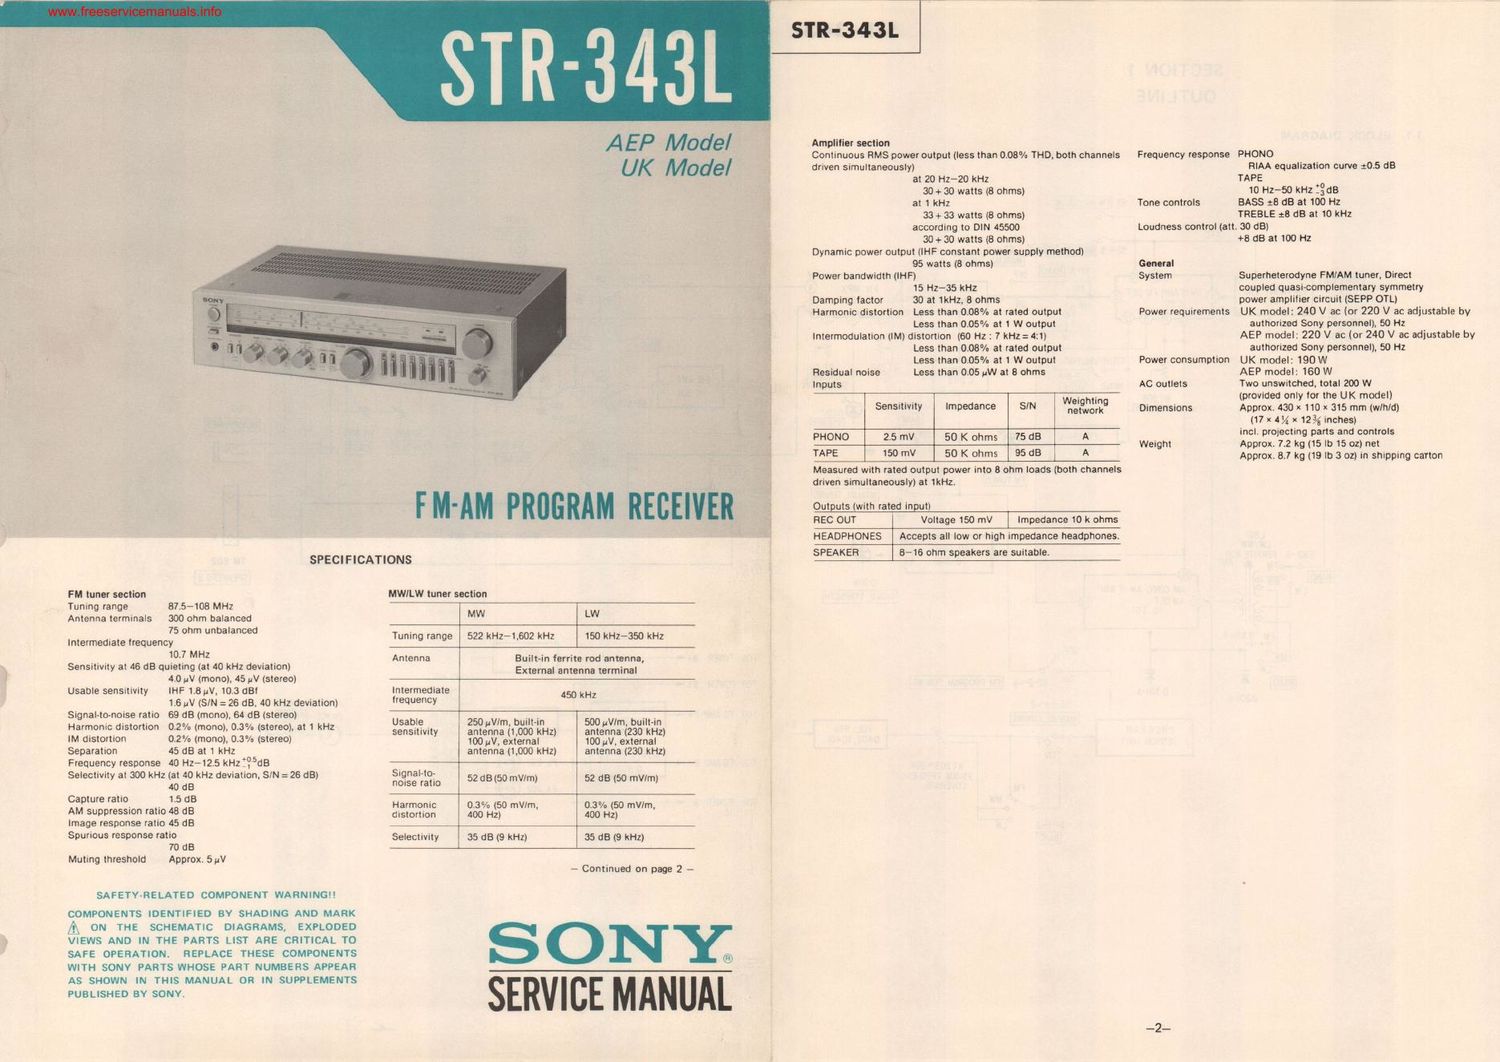 www.freeservicemanuals.info
STR-343L
AEP Model
UK Model
SONY
FM-AM PROGRAM RECEIVER
SPECIFICATIONS
FM tuner section
Tuning range 87.5–108 MHz
Antenna terminals 300 ohm balanced
75 ohm unbalanced
Intermediate frequency
10.7 MHz
Sensitivity at 46 dB quieting (at 40 kHz deviation)
4.0 µV (mono), 45 µV (stereo)
Usable sensitivity IHF 1.8 µV, 10.3 dBf
1.6 µV (S/N = 26 dB, 40 kHz deviation)
Signal-to-noise ratio 69 dB (mono), 64 dB (stereo)
Harmonic distortion 0.2% (mono), 0.3% (stereo), at 1 kHz
IM distortion 0.2% (mono), 0.3% (stereo)
Separation 45 dB at 1 kHz
Frequency response 40 Hz–12.5 kHz +0.5 −1 dB
Selectivity at 300 kHz (at 40 kHz deviation, S/N = 26 dB)
40 dB
Capture ratio 1.5 dB
AM suppression ratio 48 dB
Image response ratio 45 dB
Spurious response ratio
70 dB
Muting threshold Approx. 5 µV
MW/LW tuner section
MW LW
Tuning range 522 kHz–1,602 kHz 150 kHz–350 kHz
Antenna Built-in ferrite rod antenna,
External antenna terminal
Intermediate
frequency 450 kHz
Usable 250 µV/m, built-in 500 µV/m, built-in
sensitivity antenna (1,000 kHz) antenna (230 kHz)
100 µV, external 100 µV, external
antenna (1,000 kHz) antenna (230 kHz)
Signal-to-
noise ratio 52 dB (50 mV/m) 52 dB (50 mV/m)
Harmonic 0.3% (50 mV/m, 0.3% (50 mV/m,
distortion 400 Hz) 400 Hz)
Selectivity 35 dB (9 kHz) 35 dB (9 kHz)
– Continued on page 2 –
SAFETY-RELATED COMPONENT WARNING!!
COMPONENTS IDENTIFIED BY SHADING AND MARK
⚠ ON THE SCHEMATIC DIAGRAMS, EXPLODED
VIEWS AND IN THE PARTS LIST ARE CRITICAL TO
SAFE OPERATION. REPLACE THESE COMPONENTS
WITH SONY PARTS WHOSE PART NUMBERS APPEAR
AS SHOWN IN THIS MANUAL OR IN SUPPLEMENTS
PUBLISHED BY SONY.
SONY®
SERVICE MANUAL
STR-343L
Amplifier section
Continuous RMS power output (less than 0.08% THD, both channels
driven simultaneously)
at 20 Hz–20 kHz
30 + 30 watts (8 ohms)
at 1 kHz
33 + 33 watts (8 ohms)
according to DIN 45500
30 + 30 watts (8 ohms)
Dynamic power output (IHF constant power supply method)
95 watts (8 ohms)
Power bandwidth (IHF)
15 Hz–35 kHz
Damping factor 30 at 1kHz, 8 ohms
Harmonic distortion Less than 0.08% at rated output
Less than 0.05% at 1 W output
Intermodulation (IM) distortion (60 Hz : 7 kHz = 4:1)
Less than 0.08% at rated output
Less than 0.05% at 1 W output
Residual noise Less than 0.05 µW at 8 ohms
Inputs
Sensitivity Impedance S/N Weighting
network
PHONO 2.5 mV 50 K ohms 75 dB A
TAPE 150 mV 50 K ohms 95 dB A
Measured with rated output power into 8 ohm loads (both channels
driven simultaneously) at 1kHz.
Outputs (with rated input)
REC OUT Voltage 150 mV Impedance 10 k ohms
HEADPHONES Accepts all low or high impedance headphones.
SPEAKER 8–16 ohm speakers are suitable.
Frequency response PHONO
RIAA equalization curve ±0.5 dB
TAPE
10 Hz–50 kHz +0 −3 dB
Tone controls BASS ±8 dB at 100 Hz
TREBLE ±8 dB at 10 kHz
Loudness control (att. 30 dB)
+8 dB at 100 Hz
General
System Superheterodyne FM/AM tuner, Direct
coupled quasi-complementary symmetry
power amplifier circuit (SEPP OTL)
Power requirements UK model: 240 V ac (or 220 V ac adjustable by
authorized Sony personnel), 50 Hz
AEP model: 220 V ac (or 240 V ac adjustable by
authorized Sony personnel), 50 Hz
Power consumption UK model: 190 W
AEP model: 160 W
AC outlets Two unswitched, total 200 W
(provided only for the UK model)
Dimensions Approx. 430 × 110 × 315 mm (w/h/d)
(17 × 4 ¼ × 12 ⅜ inches)
incl. projecting parts and controls
Weight Approx. 7.2 kg (15 lb 15 oz) net
Approx. 8.7 kg (19 lb 3 oz) in shipping carton
–2–